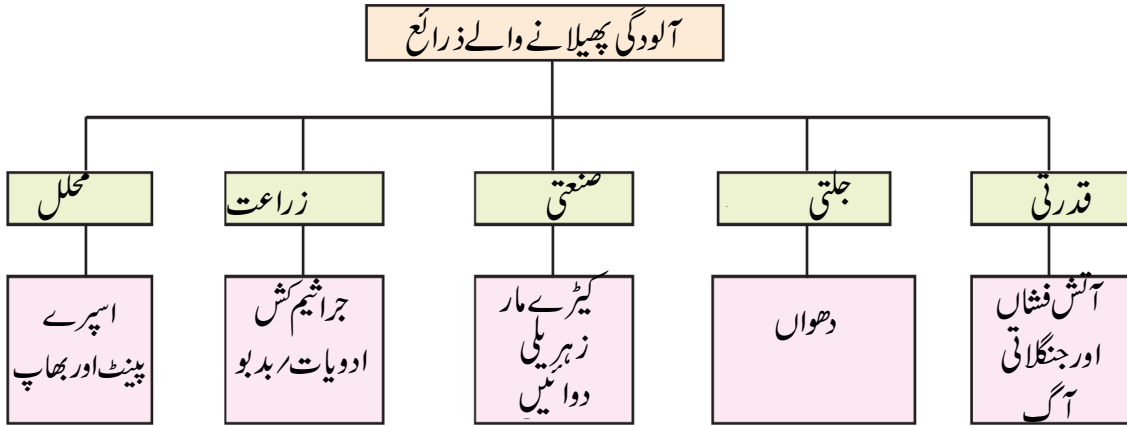 آلودگی پھیلانے والے ذرائع
قدرتی
جلتی
صنعتی
زراعت
محلل
آتش فشاں
اور جنگلاتی
آگ
دھواں
کیڑے مار
زہریلی
دوائیں
جراثیم کش
ادویات/بدبو
اسپرے
پینٹ اور بھاپ